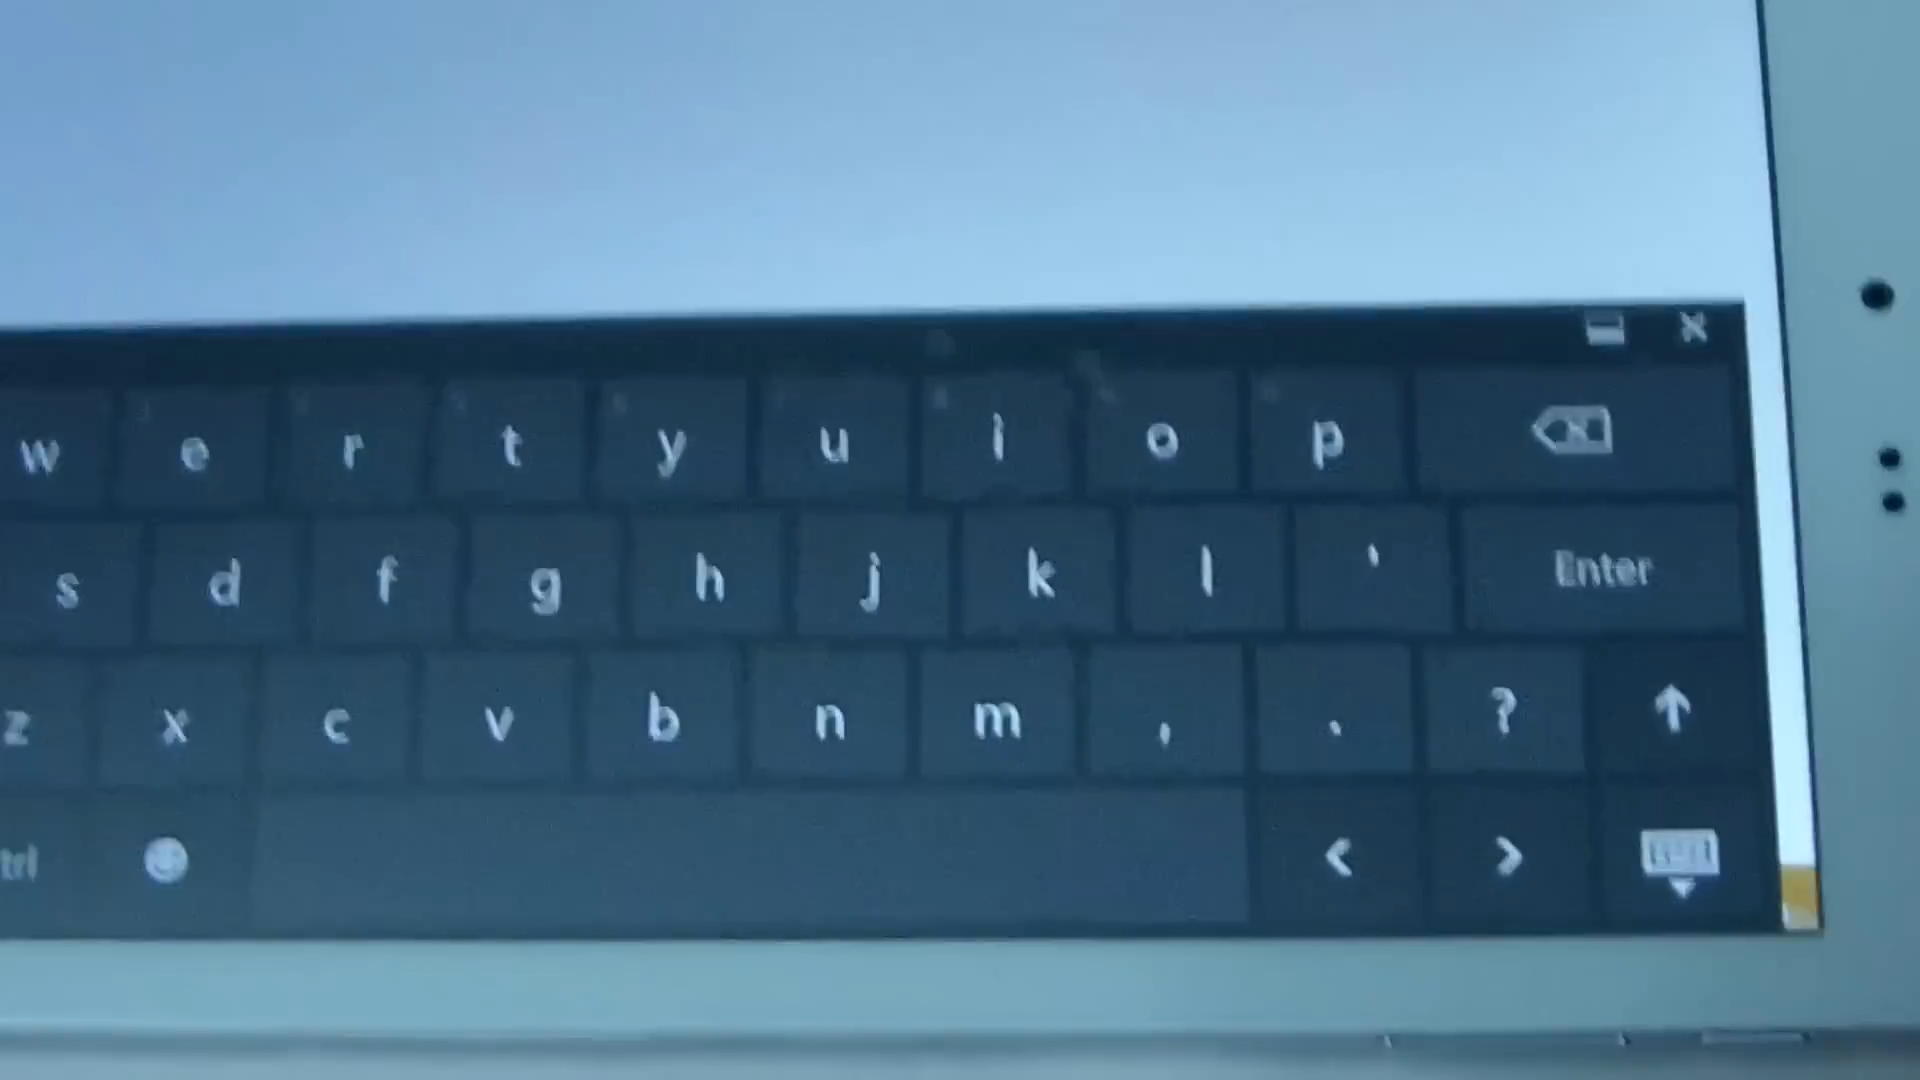 w e r t y u i o p
s d f g h j k l ' Enter
z x c v b n m , . ?
trl < >